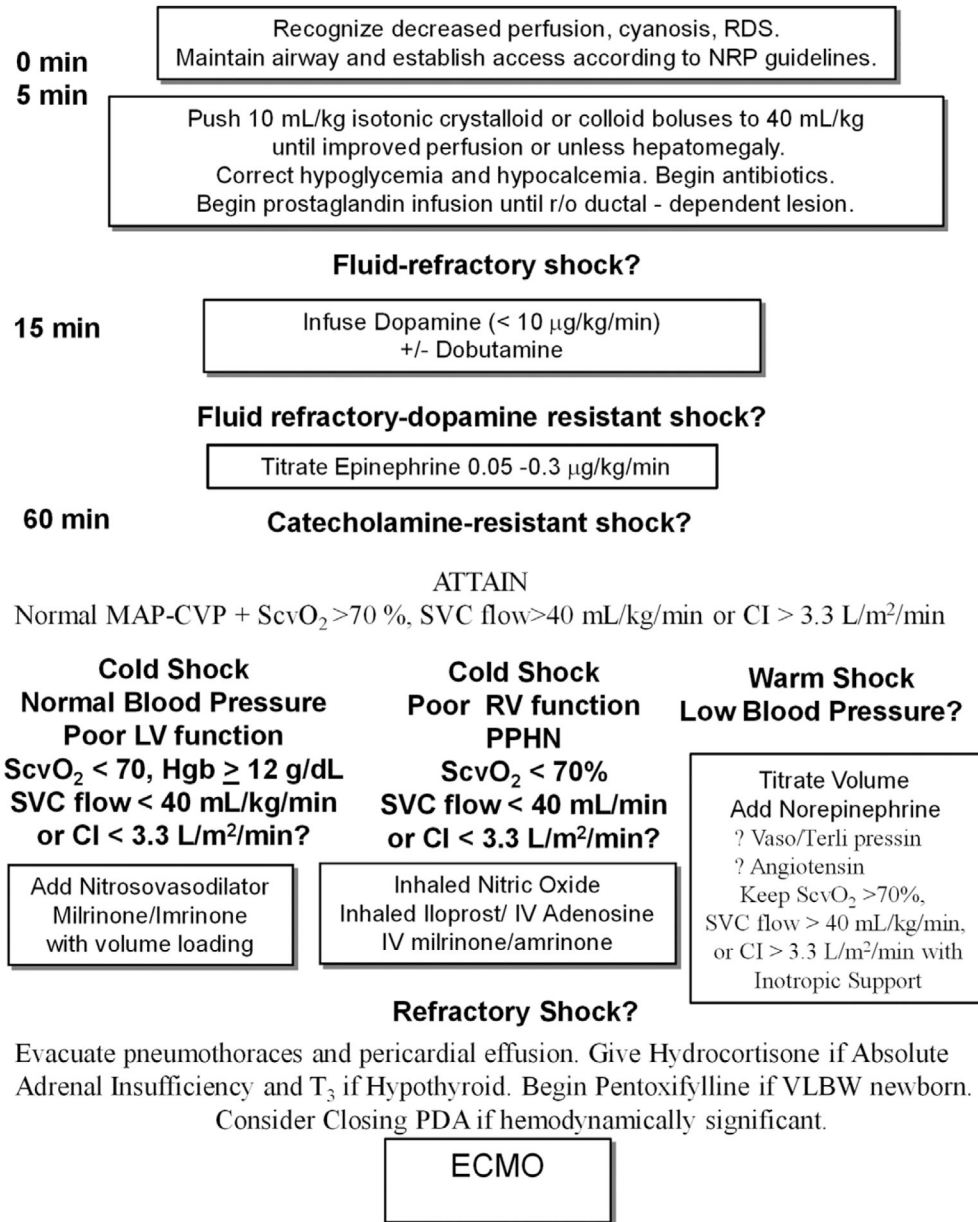 Recognize decreased perfusion, cyanosis, RDS.
Maintain airway and establish access according to NRP guidelines.
0 min
5 min
Push 10 mL/kg isotonic crystalloid or colloid boluses to 40 mL/kg
until improved perfusion or unless hepatomegaly.
Correct hypoglycemia and hypocalcemia. Begin antibiotics.
Begin prostaglandin infusion until r/o ductal - dependent lesion.
Fluid-refractory shock?
15 min
Infuse Dopamine (< 10 μg/kg/min)
+/- Dobutamine
Fluid refractory-dopamine resistant shock?
Titrate Epinephrine 0.05 -0.3 μg/kg/min
60 min
Catecholamine-resistant shock?
ATTAIN
Normal MAP-CVP + ScvO₂ >70 %, SVC flow>40 mL/kg/min or CI > 3.3 L/m²/min
Cold Shock
Normal Blood Pressure
Poor LV function
ScvO₂ < 70, Hgb ≥ 12 g/dL
SVC flow < 40 mL/kg/min
or CI < 3.3 L/m²/min?
Add Nitrosovasodilator
Milrinone/Imrinone
with volume loading
Cold Shock
Poor RV function
PPHN
ScvO₂ < 70%
SVC flow < 40 mL/min
or CI < 3.3 L/m²/min?
Inhaled Nitric Oxide
Inhaled Iloprost/ IV Adenosine
IV milrinone/amrinone
Warm Shock
Low Blood Pressure?
Titrate Volume
Add Norepinephrine
? Vaso/Terli pressin
? Angiotensin
Keep ScvO₂ >70%,
SVC flow > 40 mL/kg/min,
or CI > 3.3 L/m²/min with
Inotropic Support
Refractory Shock?
Evacuate pneumothoraces and pericardial effusion. Give Hydrocortisone if Absolute
Adrenal Insufficiency and T₃ if Hypothyroid. Begin Pentoxifylline if VLBW newborn.
Consider Closing PDA if hemodynamically significant.
ECMO